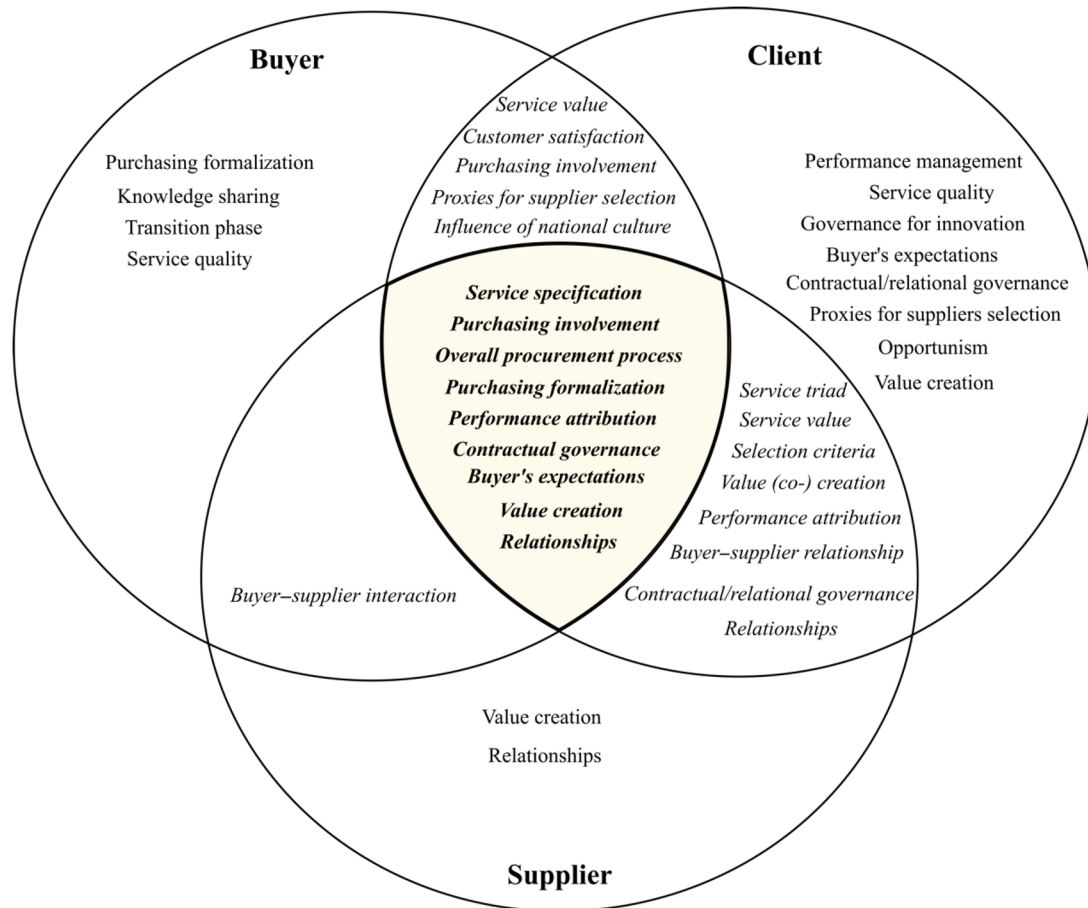 Buyer
Client
Service value
Customer satisfaction
Purchasing involvement
Proxies for supplier selection
Influence of national culture
Purchasing formalization
Knowledge sharing
Transition phase
Service quality
Performance management
Service quality
Governance for innovation
Buyer's expectations
Contractual/relational governance
Proxies for suppliers selection
Opportunism
Value creation
Service specification
Purchasing involvement
Overall procurement process
Purchasing formalization
Performance attribution
Contractual governance
Buyer's expectations
Value creation
Relationships
Service triad
Service value
Selection criteria
Value (co-) creation
Performance attribution
Buyer–supplier relationship
Contractual/relational governance
Relationships
Buyer–supplier interaction
Value creation
Relationships
Supplier